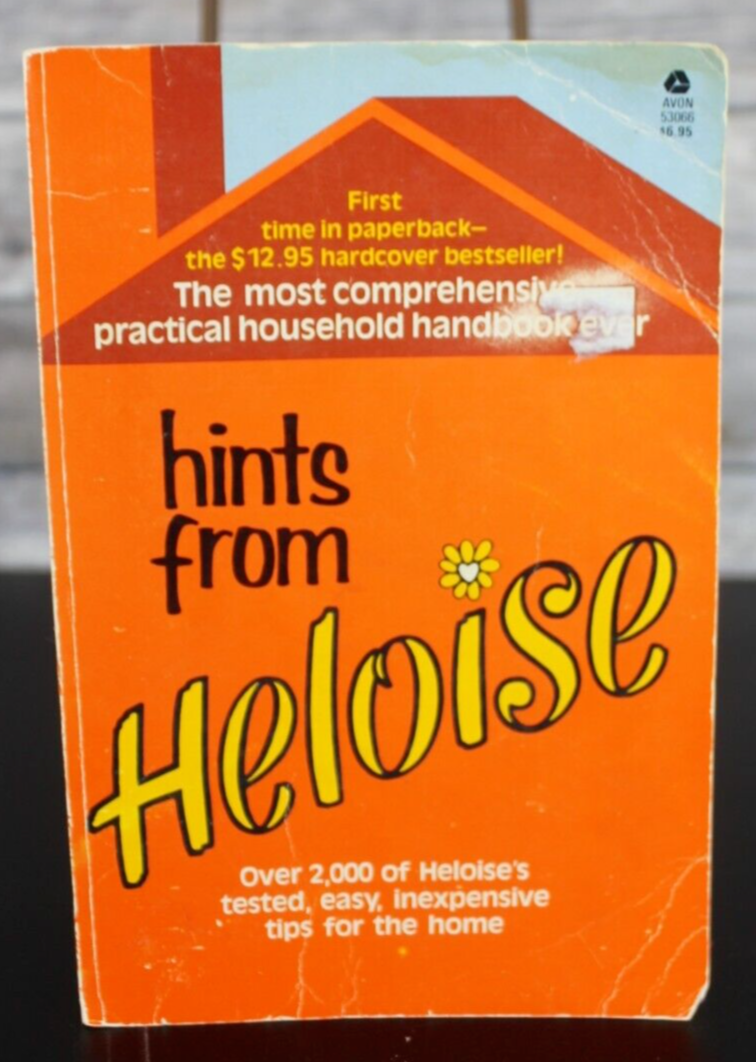 AVON
53066
$6.95
First
time in paperback—
the $12.95 hardcover bestseller!
The most comprehensive
practical household handbook ever
hints
from
Heloise
Over 2,000 of Heloise's
tested, easy, inexpensive
tips for the home